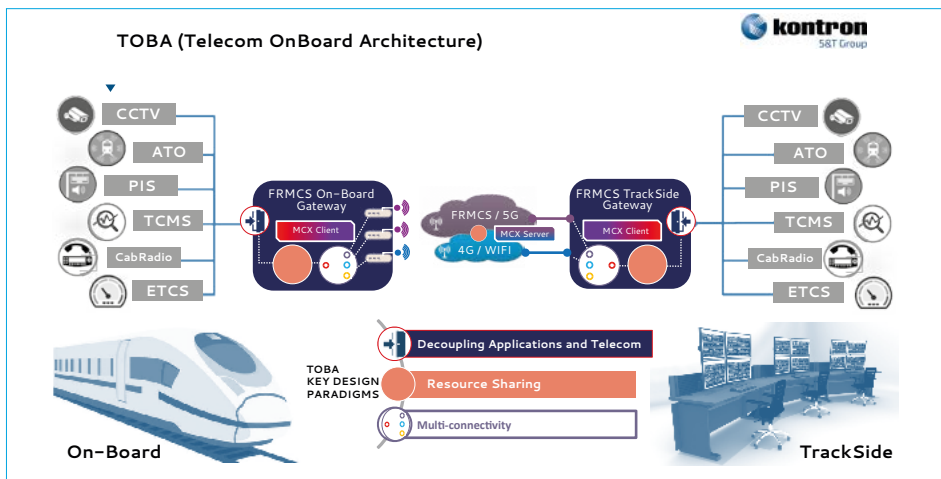 TOBA (Telecom OnBoard Architecture)
kontron
S&T Group
CCTV
ATO
PIS
TCMS
CabRadio
ETCS
FRMCS On-Board
Gateway
MCX Client
FRMCS / 5G
MCX Server
4G / WIFI
FRMCS TrackSide
Gateway
MCX Client
CCTV
ATO
PIS
TCMS
CabRadio
ETCS
TOBA
KEY DESIGN
PARADIGMS
Decoupling Applications and Telecom
Resource Sharing
Multi-connectivity
On-Board
TrackSide